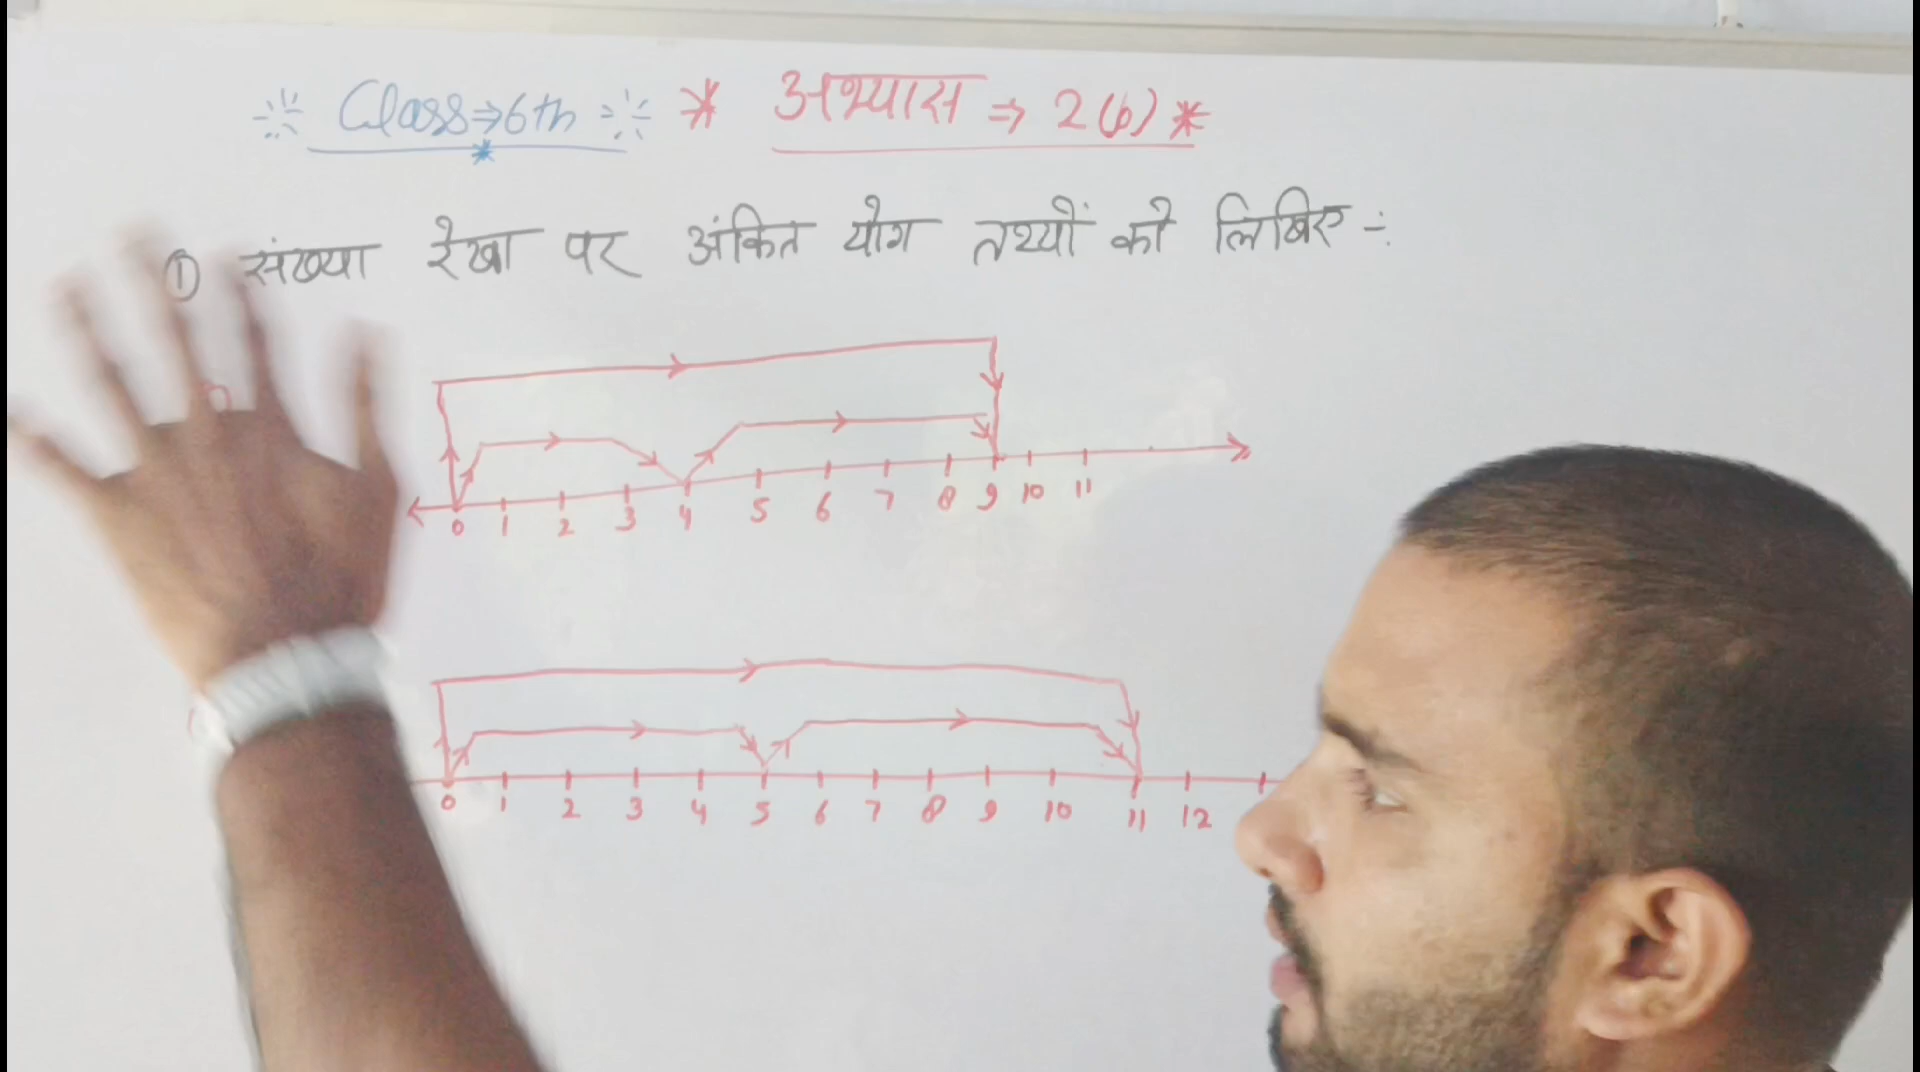 Class⇒6th * अभ्यास ⇒ 2(b) *
① संख्या रेखा पर अंकित योग तथ्यों को लिखिए -:
0 1 2 3 4 5 6 7 8 9 10 11
0 1 2 3 4 5 6 7 8 9 10 11 12